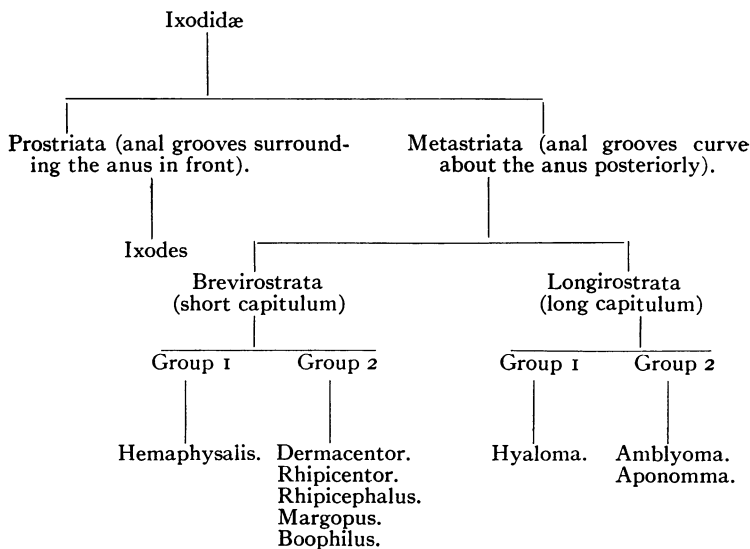 Ixodidæ
Prostriata (anal grooves surround-
ing the anus in front).
Metastriata (anal grooves curve
about the anus posteriorly).
Ixodes
Brevirostrata
(short capitulum)
Longirostrata
(long capitulum)
Group 1
Group 2
Group 1
Group 2
Hemaphysalis.
Dermacentor.
Rhipicentor.
Rhipicephalus.
Margopus.
Boophilus.
Hyaloma.
Amblyoma.
Aponomma.